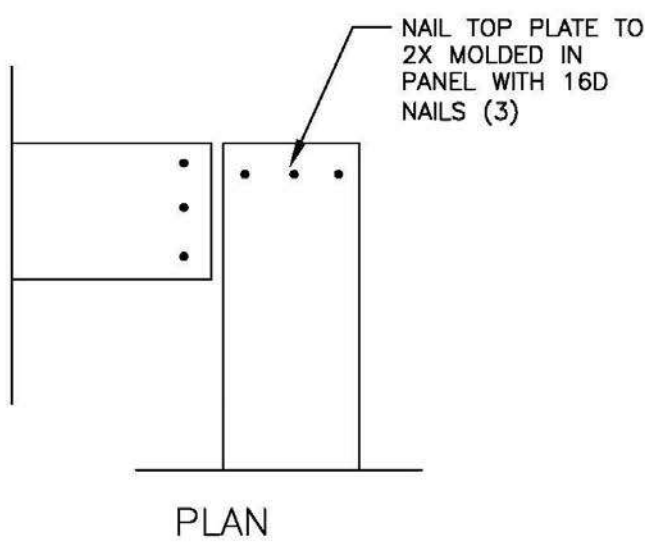 NAIL TOP PLATE TO
2X MOLDED IN
PANEL WITH 16D
NAILS (3)
PLAN